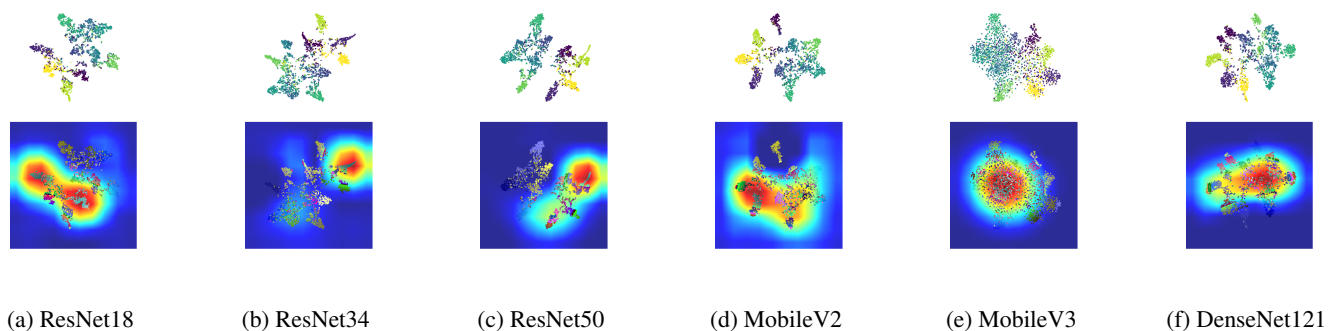 (a) ResNet18
(b) ResNet34
(c) ResNet50
(d) MobileV2
(e) MobileV3
(f) DenseNet121